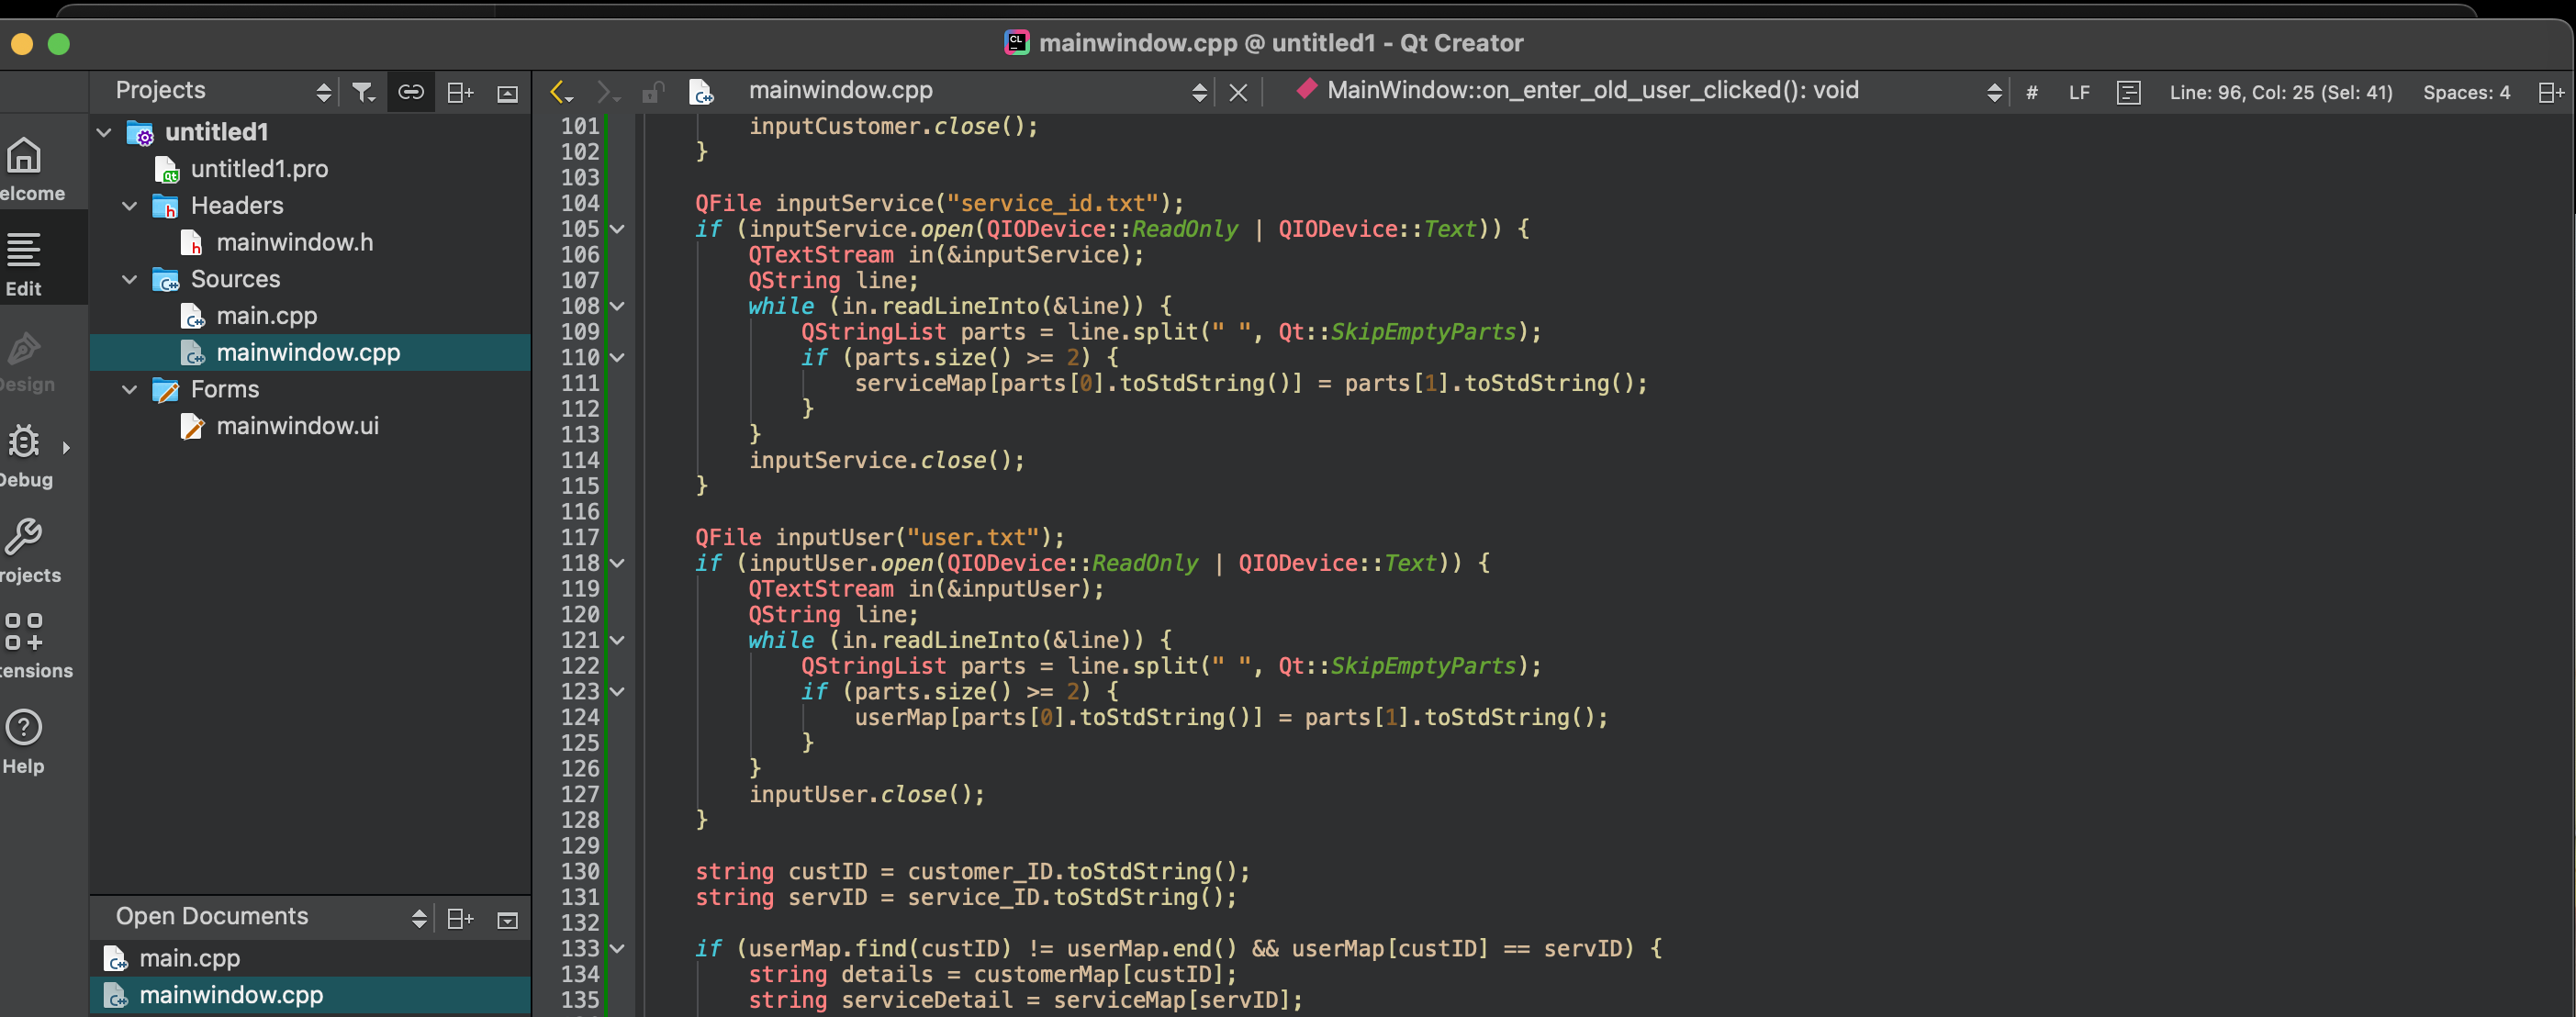 mainwindow.cpp @ untitled1 - Qt Creator
Projects
mainwindow.cpp
MainWindow::on_enter_old_user_clicked(): void
#
LF
Line: 96, Col: 25 (Sel: 41)
Spaces: 4
elcome
Edit
Design
Debug
rojects
tensions
Help
untitled1
untitled1.pro
Headers
mainwindow.h
Sources
main.cpp
mainwindow.cpp
Forms
mainwindow.ui
Open Documents
main.cpp
mainwindow.cpp
101 inputCustomer.close();
102 }
103
104 QFile inputService("service_id.txt");
105 if (inputService.open(QIODevice::ReadOnly | QIODevice::Text)) {
106 QTextStream in(&inputService);
107 QString line;
108 while (in.readLineInto(&line)) {
109 QStringList parts = line.split(" ", Qt::SkipEmptyParts);
110 if (parts.size() >= 2) {
111 serviceMap[parts[0].toStdString()] = parts[1].toStdString();
112 }
113 }
114 inputService.close();
115 }
116
117 QFile inputUser("user.txt");
118 if (inputUser.open(QIODevice::ReadOnly | QIODevice::Text)) {
119 QTextStream in(&inputUser);
120 QString line;
121 while (in.readLineInto(&line)) {
122 QStringList parts = line.split(" ", Qt::SkipEmptyParts);
123 if (parts.size() >= 2) {
124 userMap[parts[0].toStdString()] = parts[1].toStdString();
125 }
126 }
127 inputUser.close();
128 }
129
130 string custID = customer_ID.toStdString();
131 string servID = service_ID.toStdString();
132
133 if (userMap.find(custID) != userMap.end() && userMap[custID] == servID) {
134 string details = customerMap[custID];
135 string serviceDetail = serviceMap[servID];